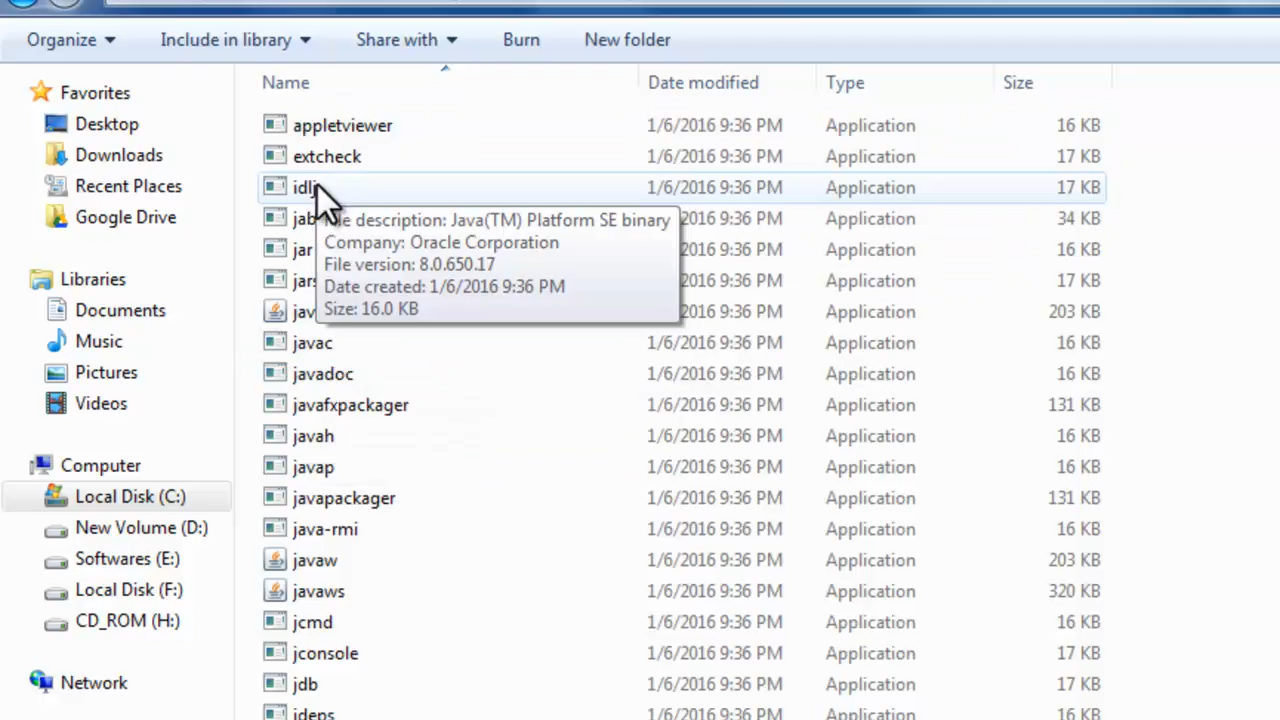 Organize Include in library Share with Burn New folder
Name Date modified Type Size
Favorites
Desktop
Downloads
Recent Places
Google Drive
Libraries
Documents
Music
Pictures
Videos
Computer
Local Disk (C:)
New Volume (D:)
Softwares (E:)
Local Disk (F:)
CD_ROM (H:)
Network
appletviewer 1/6/2016 9:36 PM Application 16 KB
extcheck 1/6/2016 9:36 PM Application 17 KB
idlj 1/6/2016 9:36 PM Application 17 KB
1/6/2016 9:36 PM Application 34 KB
jar 1/6/2016 9:36 PM Application 16 KB
1/6/2016 9:36 PM Application 17 KB
1/6/2016 9:36 PM Application 203 KB
File description: Java(TM) Platform SE binary
Company: Oracle Corporation
File version: 8.0.650.17
Date created: 1/6/2016 9:36 PM
Size: 16.0 KB
javac 1/6/2016 9:36 PM Application 16 KB
javadoc 1/6/2016 9:36 PM Application 16 KB
javafxpackager 1/6/2016 9:36 PM Application 131 KB
javah 1/6/2016 9:36 PM Application 16 KB
javap 1/6/2016 9:36 PM Application 16 KB
javapackager 1/6/2016 9:36 PM Application 131 KB
java-rmi 1/6/2016 9:36 PM Application 16 KB
javaw 1/6/2016 9:36 PM Application 203 KB
javaws 1/6/2016 9:36 PM Application 320 KB
jcmd 1/6/2016 9:36 PM Application 16 KB
jconsole 1/6/2016 9:36 PM Application 17 KB
jdb 1/6/2016 9:36 PM Application 17 KB
jdeps 1/6/2016 9:36 PM Application 16 KB